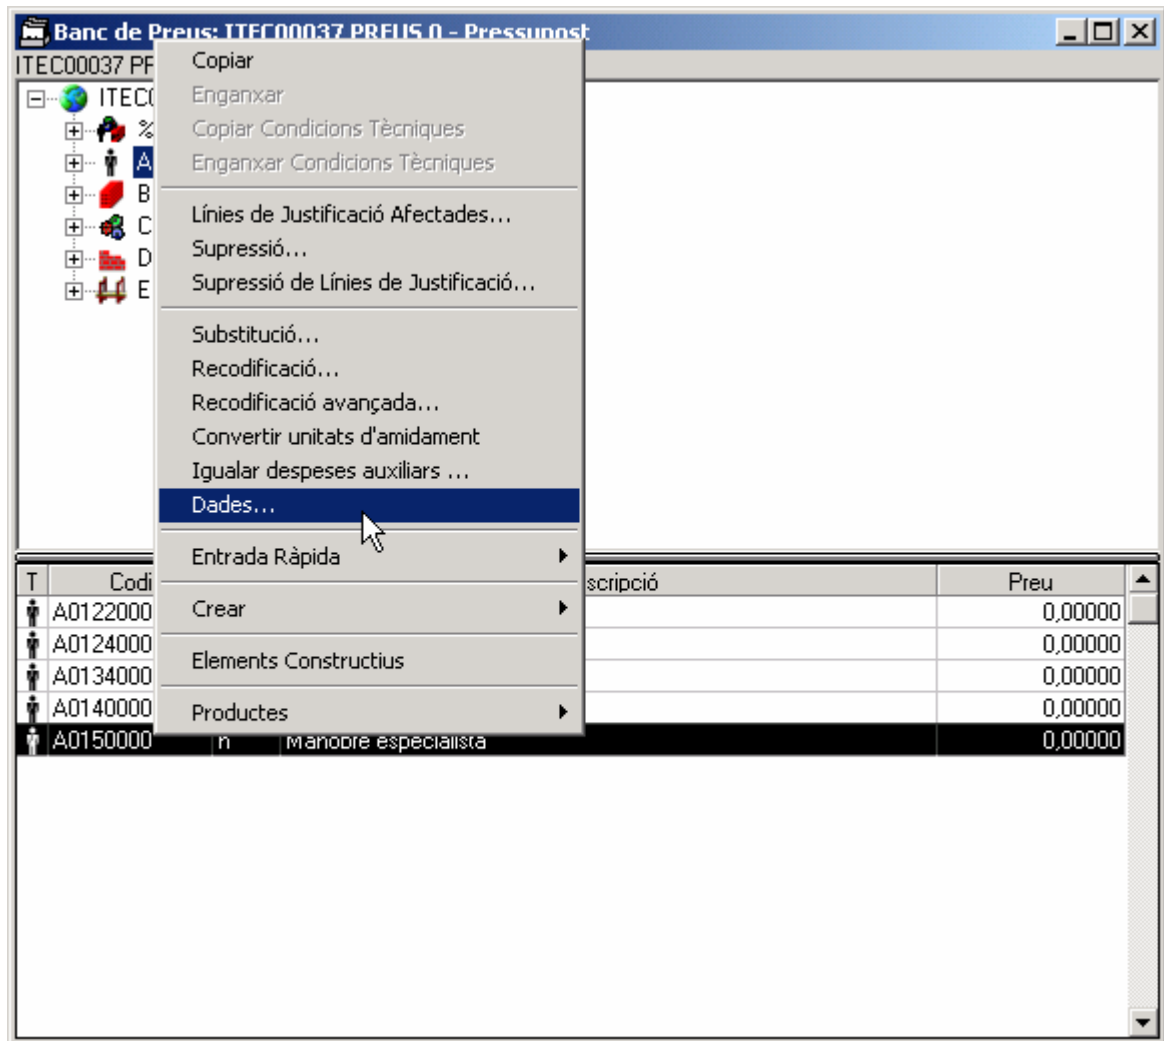 Banc de Preus: ITEC00037 PREUS 0 - Pressupost
ITEC00037 PR
Copiar
Enganxar
Copiar Condicions Tècniques
Enganxar Condicions Tècniques
Línies de Justificació Afectades...
Supressió...
Supressió de Línies de Justificació...
Substitució...
Recodificació...
Recodificació avançada...
Convertir unitats d'amidament
Igualar despeses auxiliars ...
Dades...
Entrada Ràpida
Crear
Elements Constructius
Productes
ITEC
%
A
B
C
D
E
T Codi scripció Preu
A0122000 0,00000
A0124000 0,00000
A0134000 0,00000
A0140000 0,00000
A0150000 h Manobre especialista 0,00000